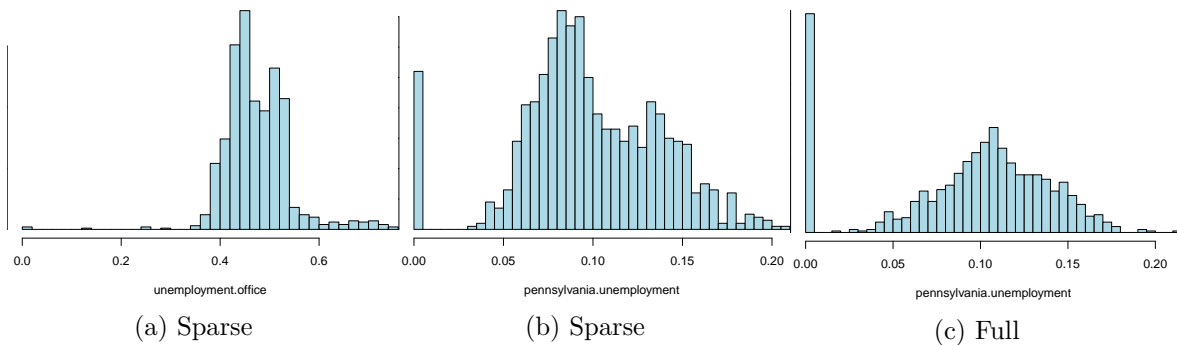 0.0 0.2 0.4 0.6
unemployment.office
(a) Sparse
0.00 0.05 0.10 0.15 0.20
pennsylvania.unemployment
(b) Sparse
0.00 0.05 0.10 0.15 0.20
pennsylvania.unemployment
(c) Full